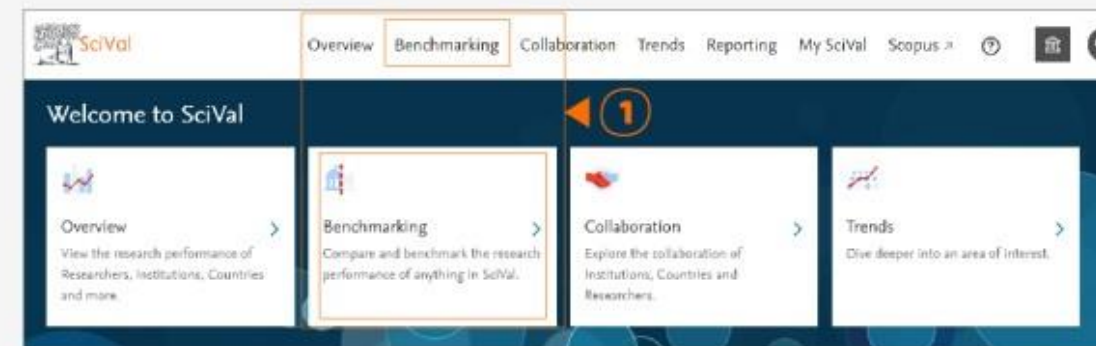 SciVal
Overview Benchmarking Collaboration Trends Reporting My SciVal Scopus
1
Welcome to SciVal
Overview
View the research performance of
Researchers, Institutions, Countries
and more.
Benchmarking
Compare and benchmark the research
performance of anything in SciVal.
Collaboration
Explore the collaboration of
Institutions, Countries and
Researchers.
Trends
Dive deeper into an area of interest.